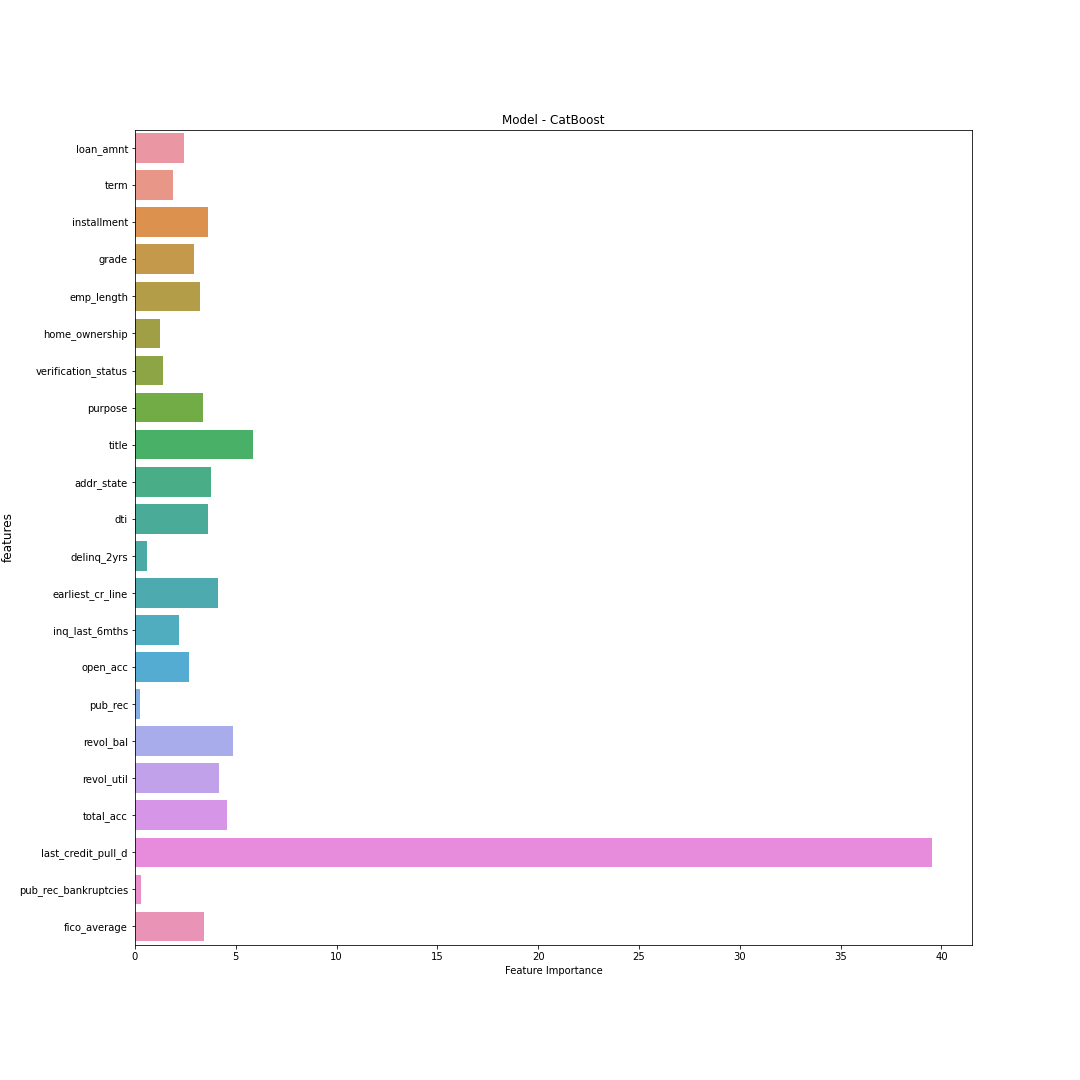 Model - CatBoost
loan_amnt
term
installment
grade
emp_length
home_ownership
verification_status
purpose
title
addr_state
dti
delinq_2yrs
earliest_cr_line
inq_last_6mths
open_acc
pub_rec
revol_bal
revol_util
total_acc
last_credit_pull_d
pub_rec_bankruptcies
fico_average
features
0 5 10 15 20 25 30 35 40
Feature Importance